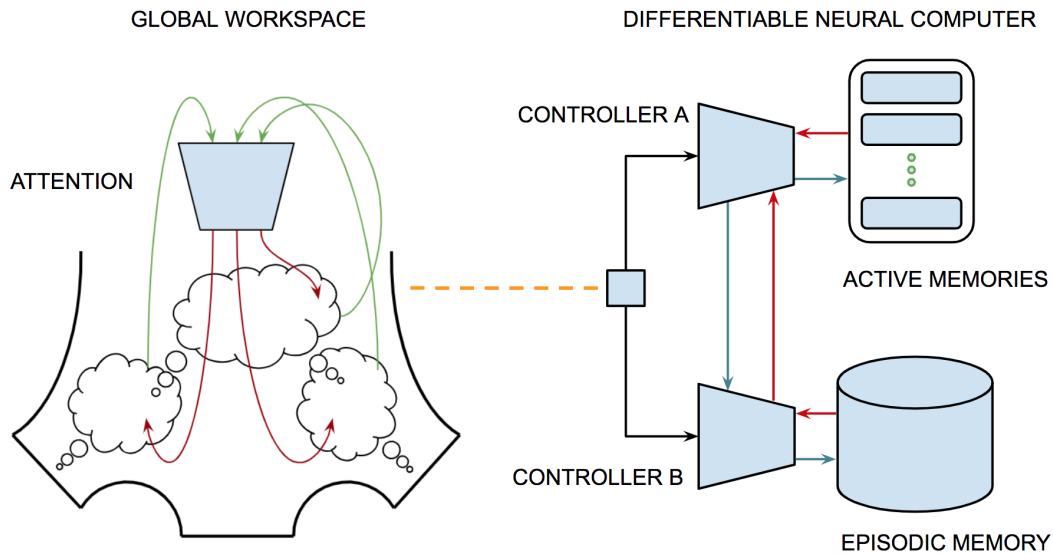 GLOBAL WORKSPACE
DIFFERENTIABLE NEURAL COMPUTER
CONTROLLER A
ATTENTION
ACTIVE MEMORIES
CONTROLLER B
EPISODIC MEMORY